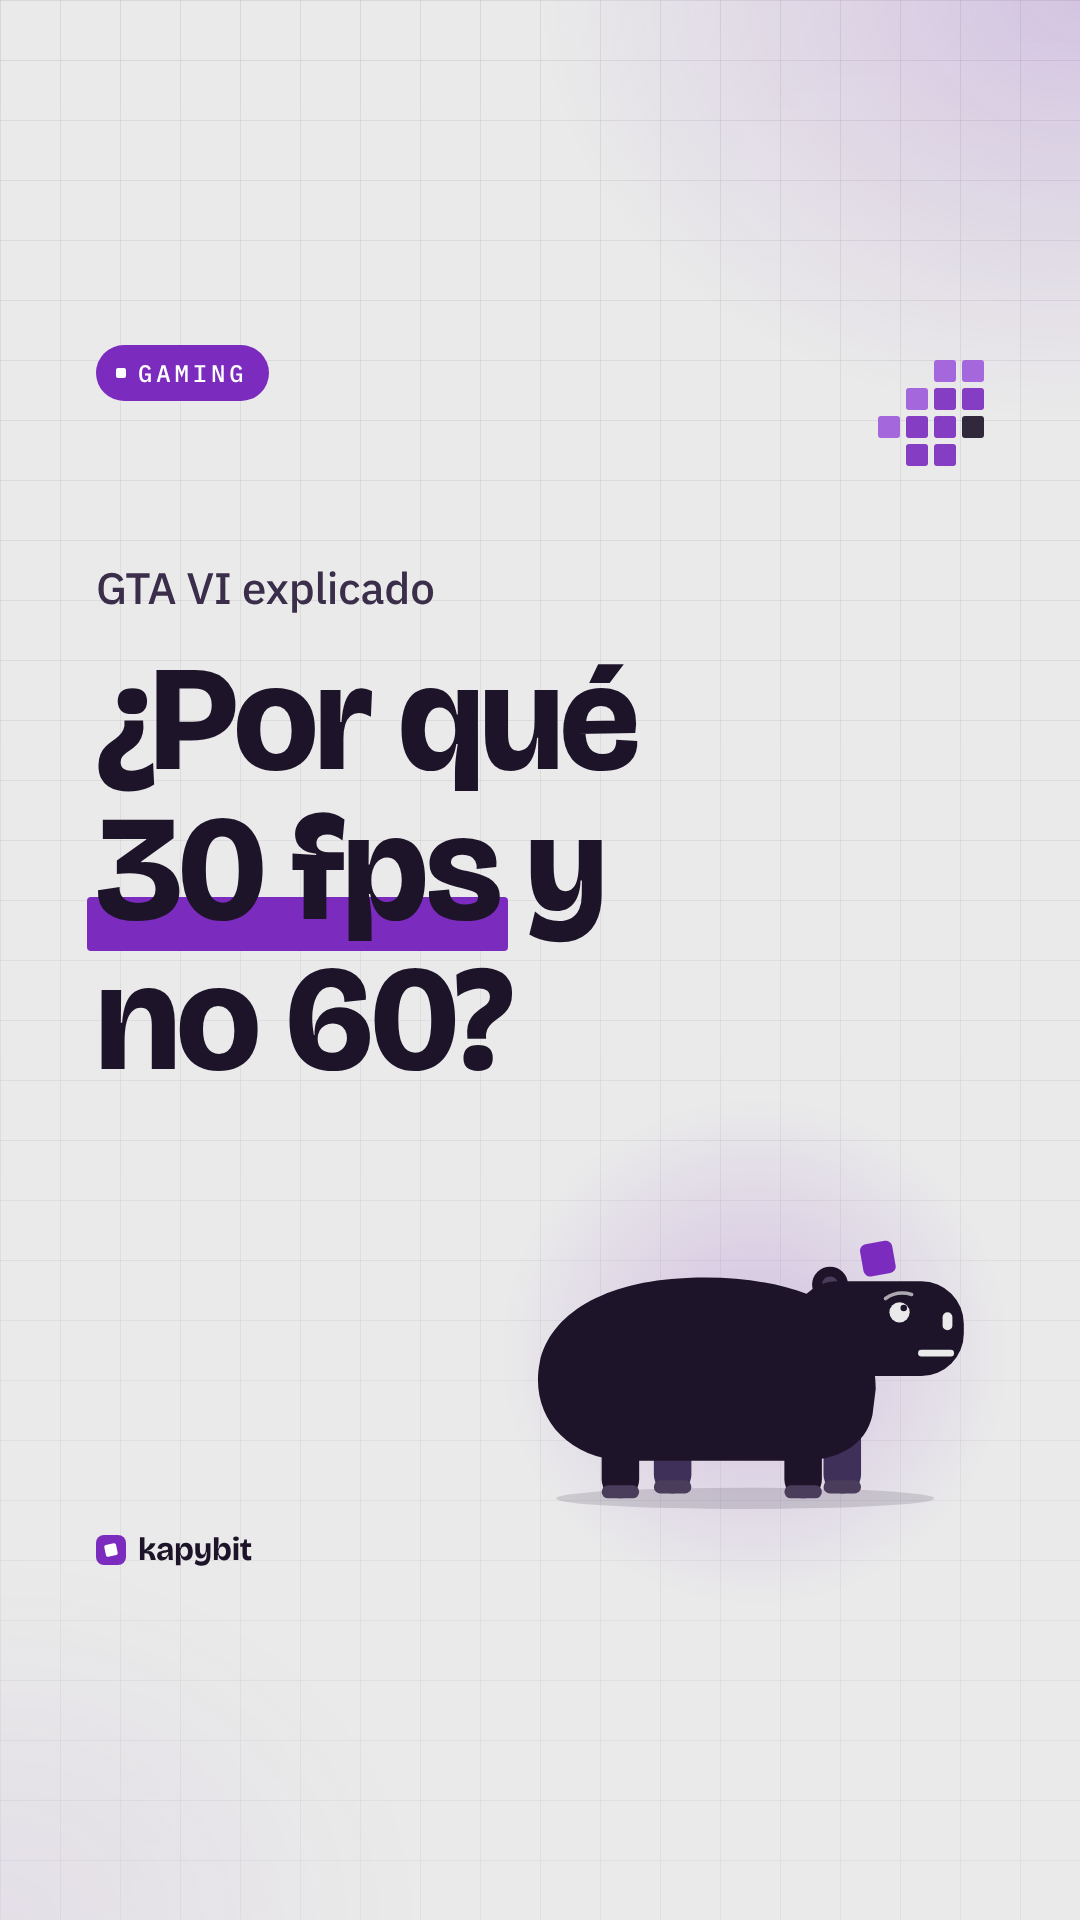 GAMING
GTA VI explicado
¿Por qué
30 fps y
no 60?
kapybit